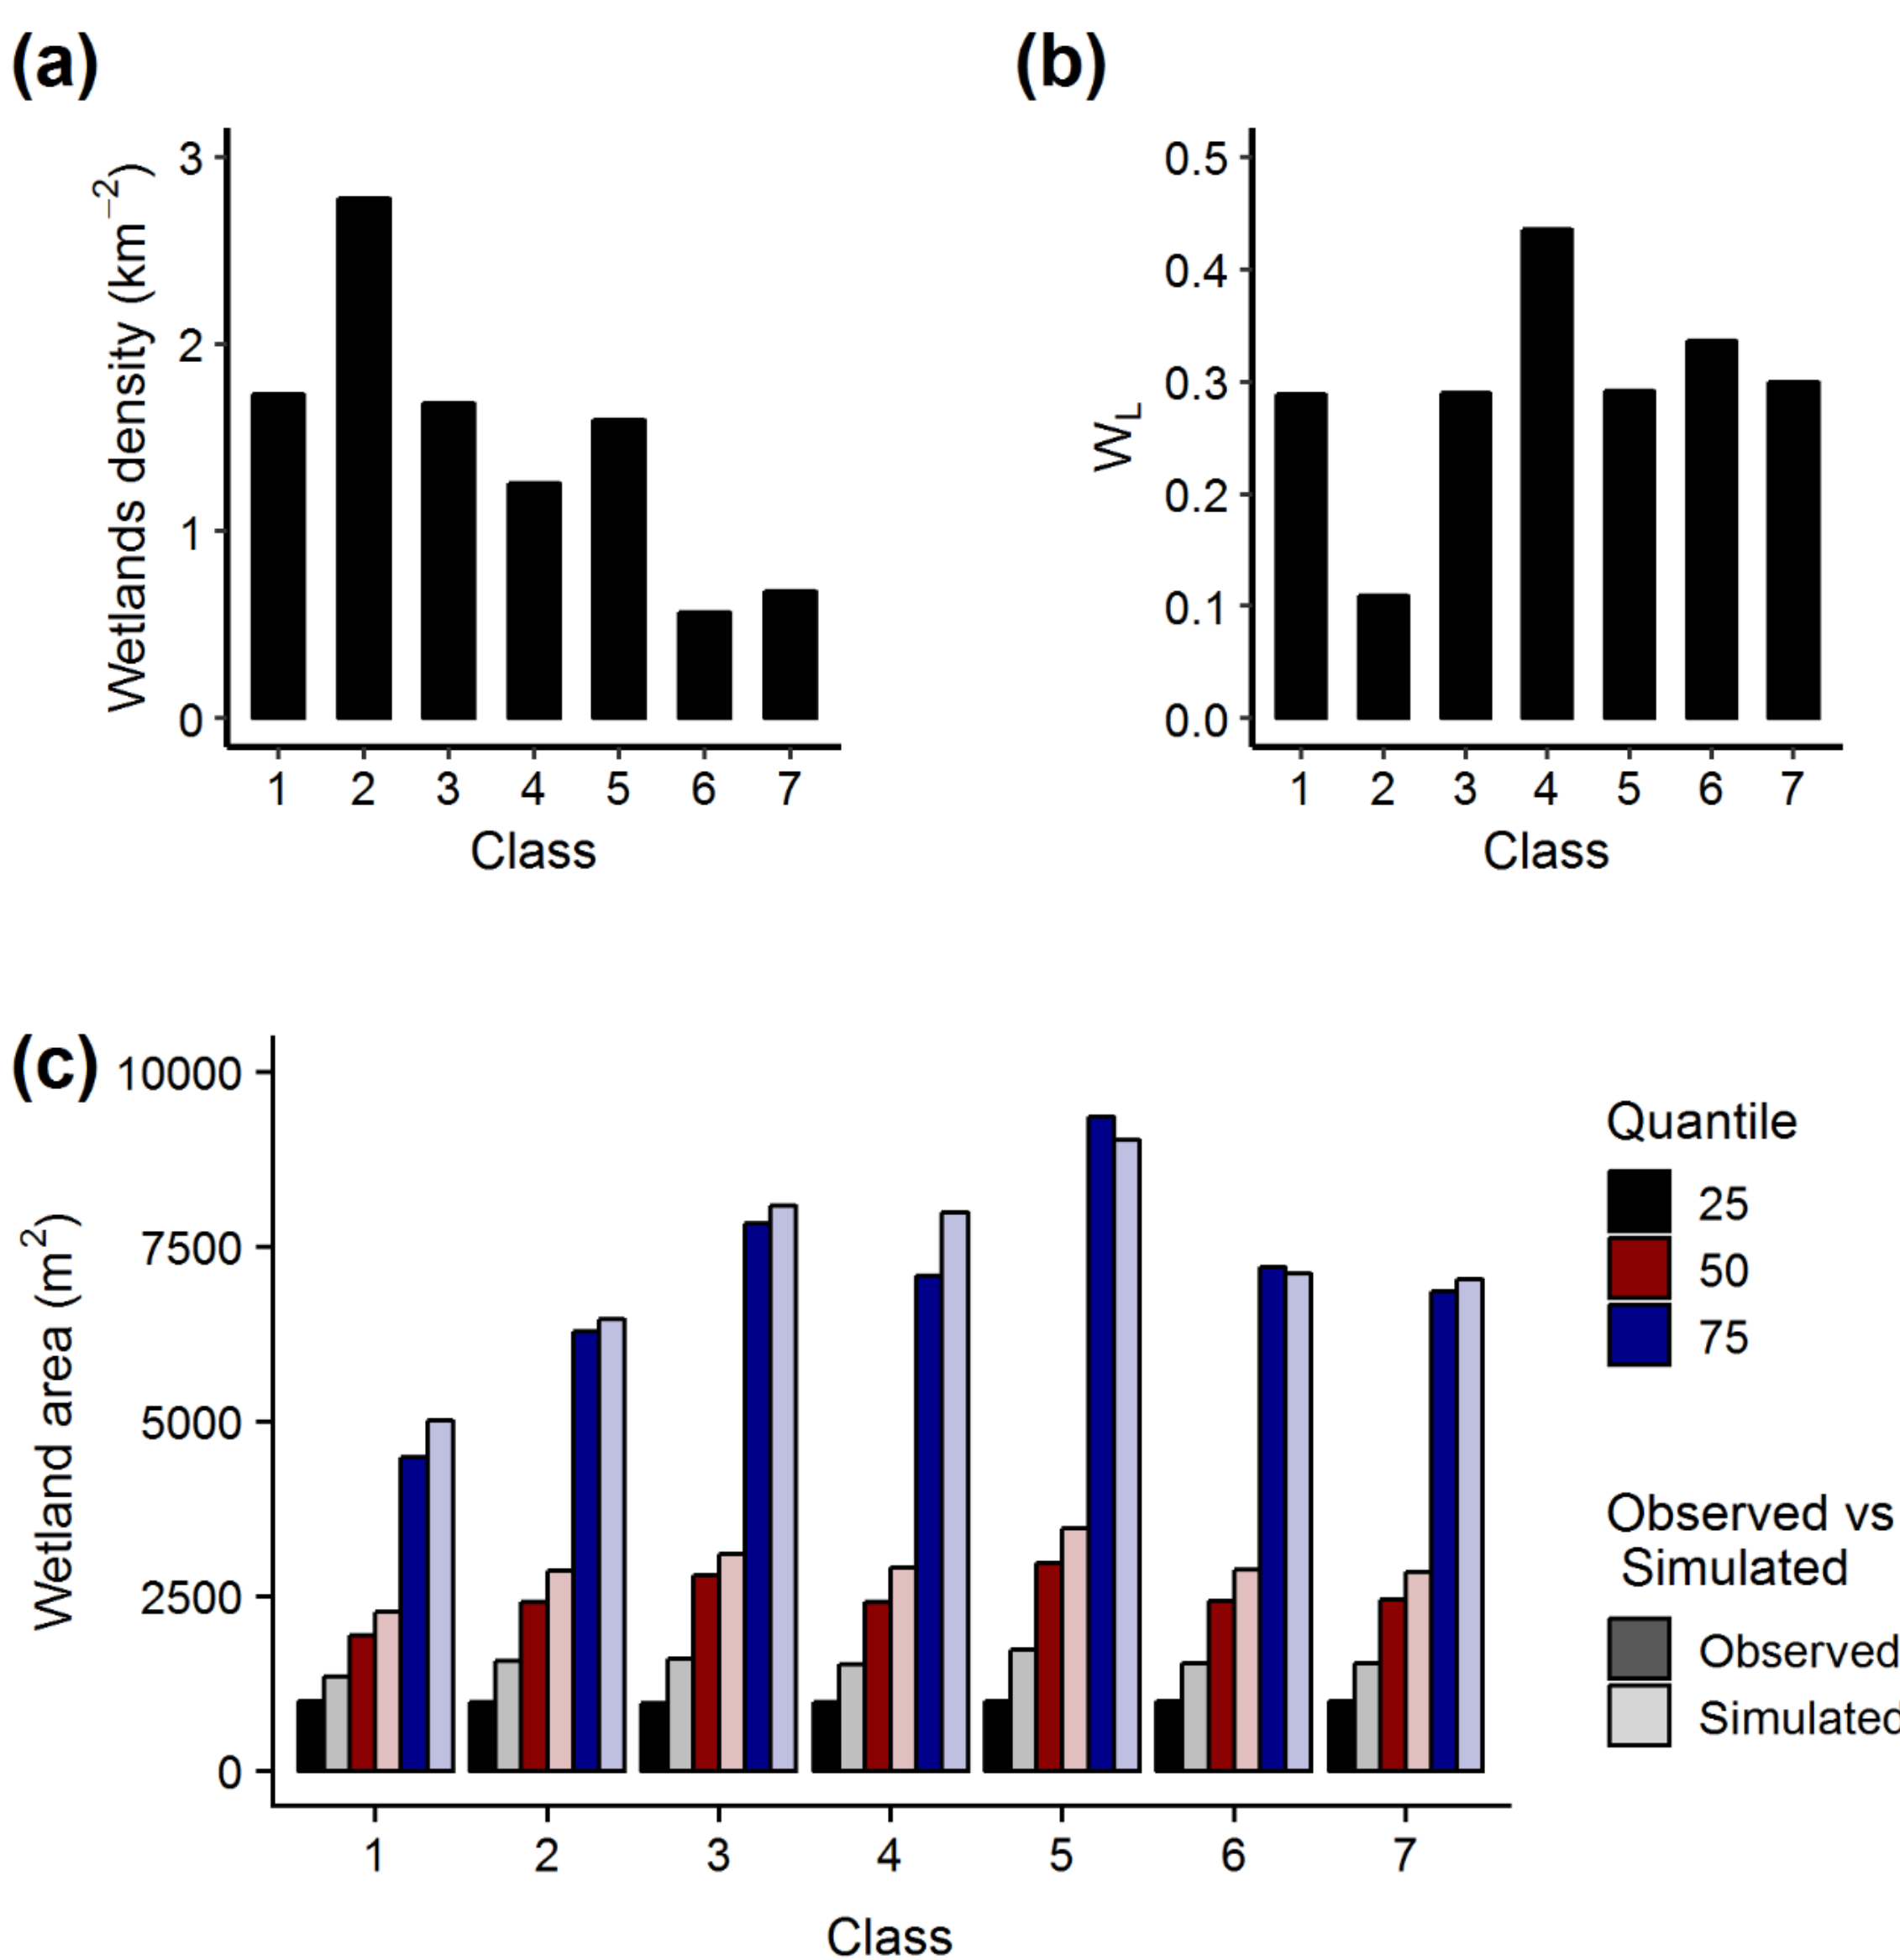 (a)
Wetlands density (km⁻²)
3
2
1
0
1 2 3 4 5 6 7
Class
(b)
W_L
0.5
0.4
0.3
0.2
0.1
0.0
1 2 3 4 5 6 7
Class
(c)
Wetland area (m²)
10000
7500
5000
2500
0
1 2 3 4 5 6 7
Class
Quantile
25
50
75
Observed vs
Simulated
Observed
Simulated